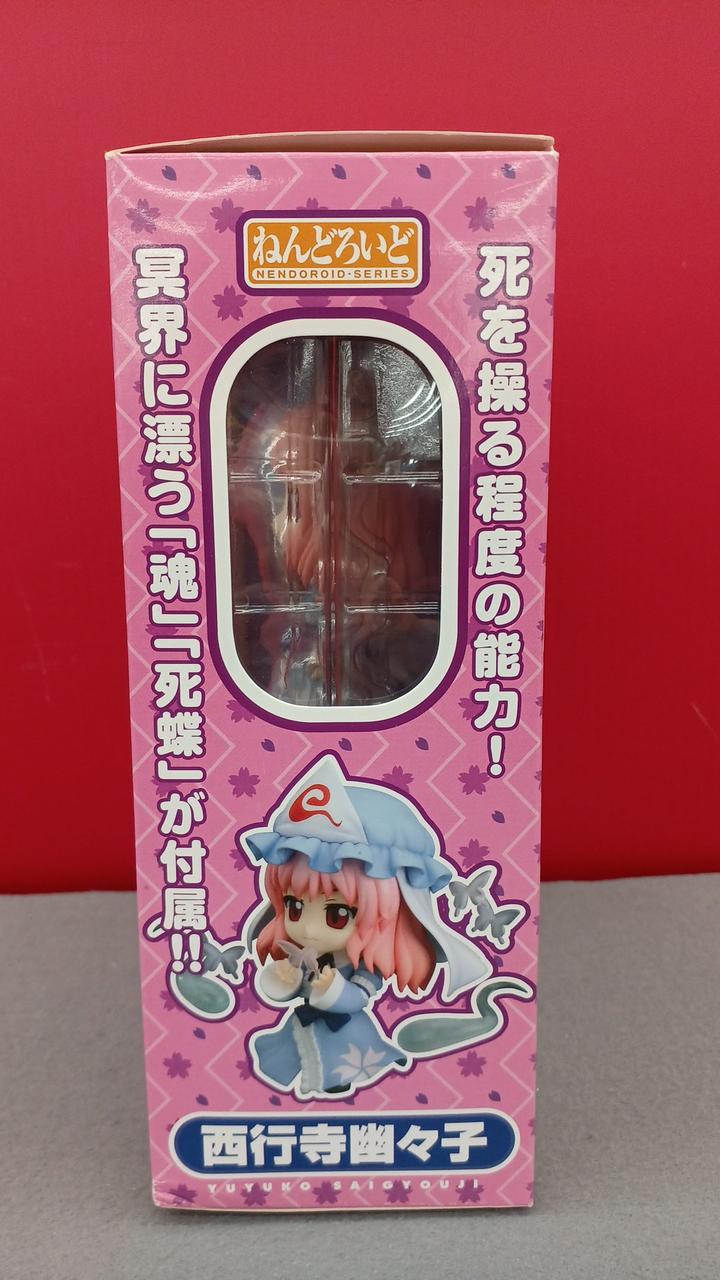 ねんどろいど
NENDOROID・SERIES
死を操る程度の能力！
冥界に漂う「魂」「死蝶」が付属!!
西行寺幽々子
YUYUKO SAIGYOUJI